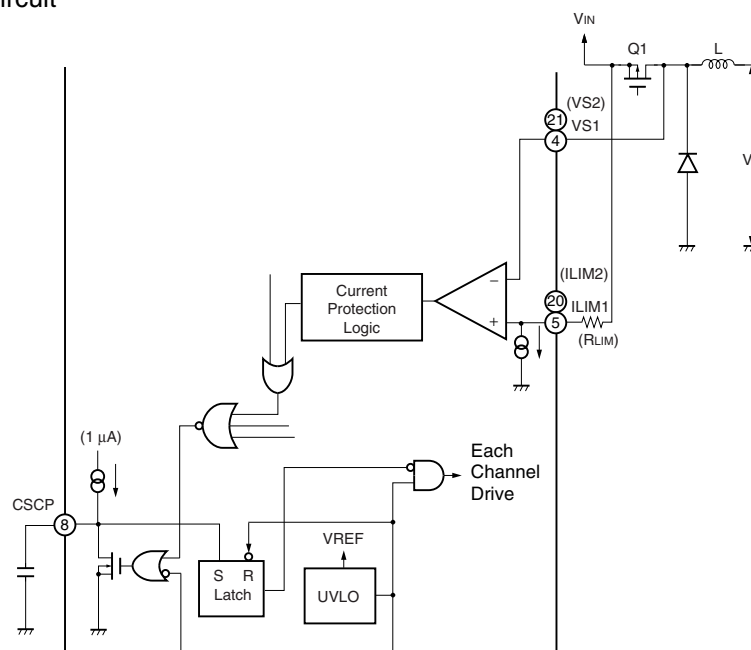 VIN
Q1
L
(VS2)
21
VS1
4
V
−
+
(ILIM2)
20
ILIM1
5
(RLIM)
Current
Protection
Logic
(1 μA)
CSCP
8
Each
Channel
Drive
VREF
S R
Latch
UVLO